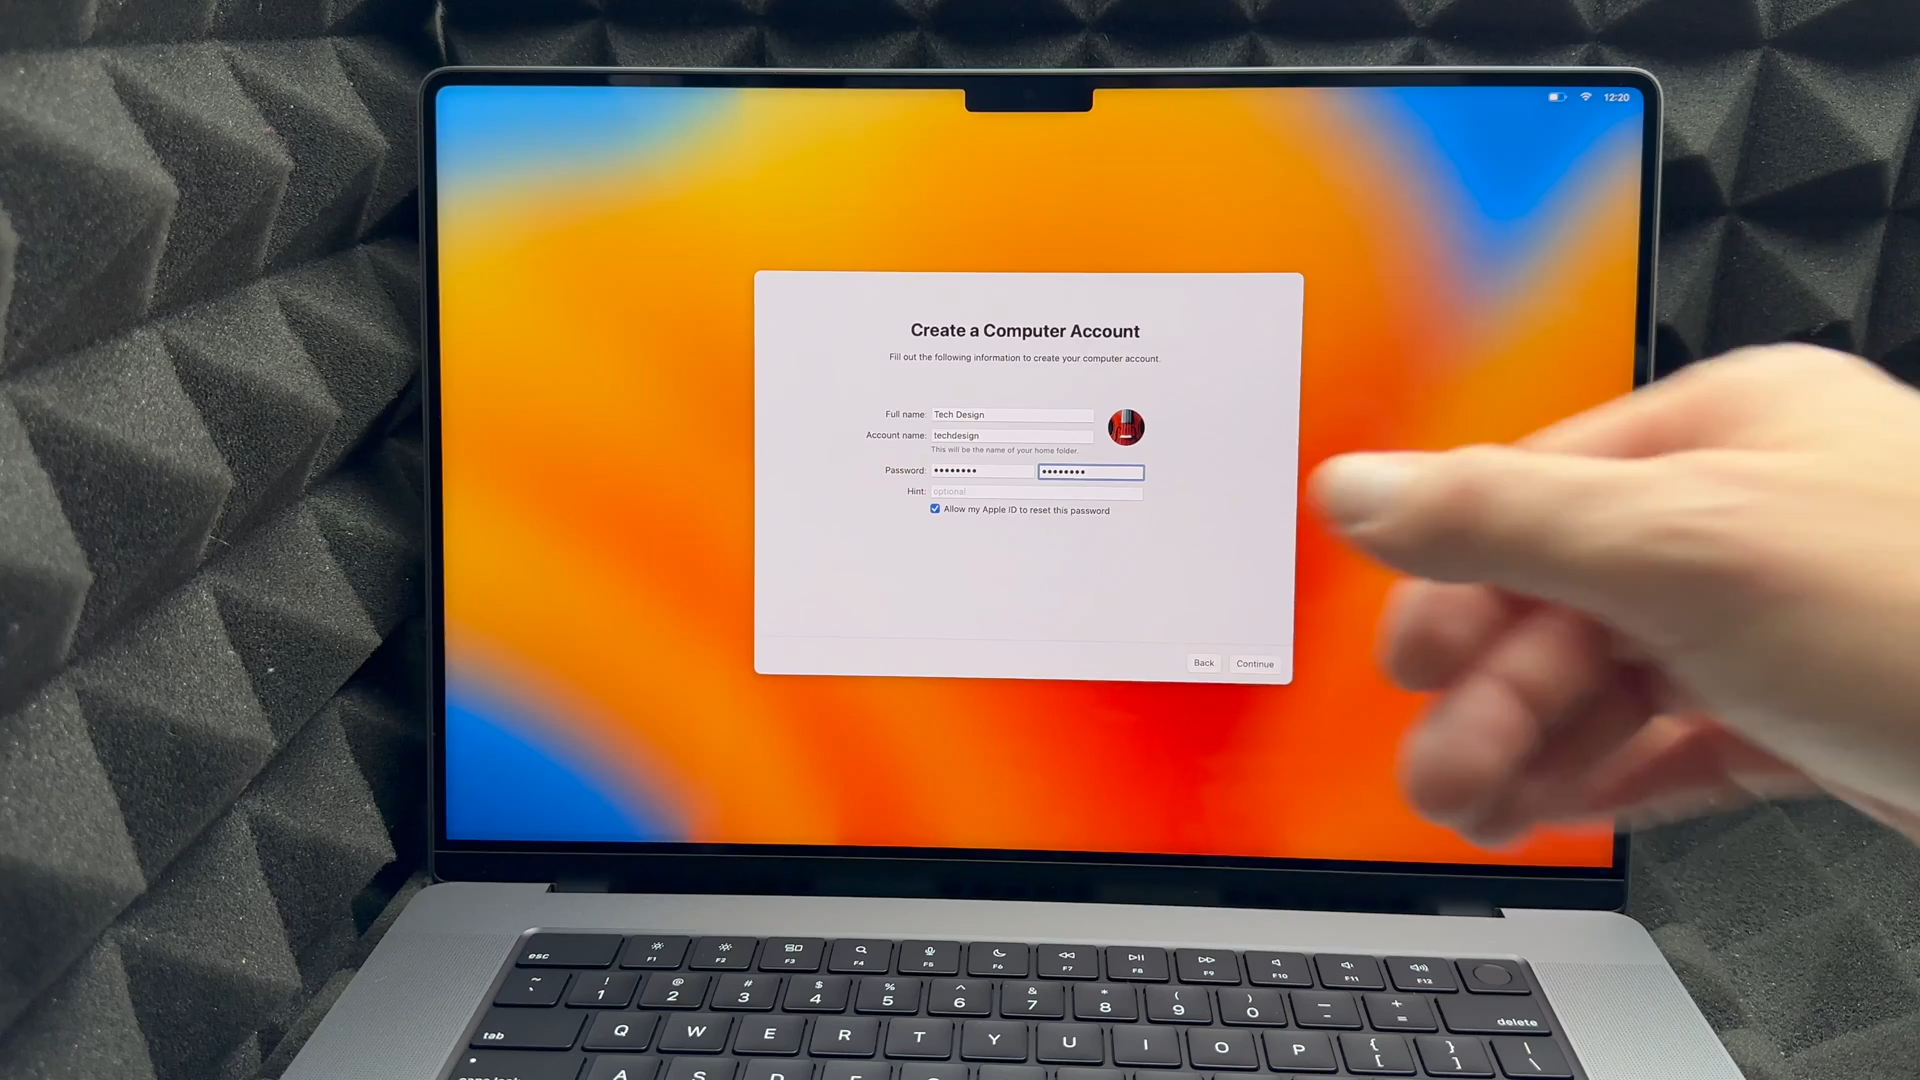 12:20
Create a Computer Account
Fill out the following information to create your computer account.
Full name: Tech Design
Account name: techdesign
This will be the name of your home folder.
Password: •••••••• ••••••••
Hint: optional
Allow my Apple ID to reset this password
Back Continue
esc F1 F2 F3 F4 F5 F6 F7 F8 F9 F10 F11 F12
~ ` ! 1 @ 2 # 3 $ 4 % 5 ^ 6 & 7 * 8 ( 9 ) 0 — - + = delete
tab Q W E R T Y U I O P { [ } ] | \
A S D